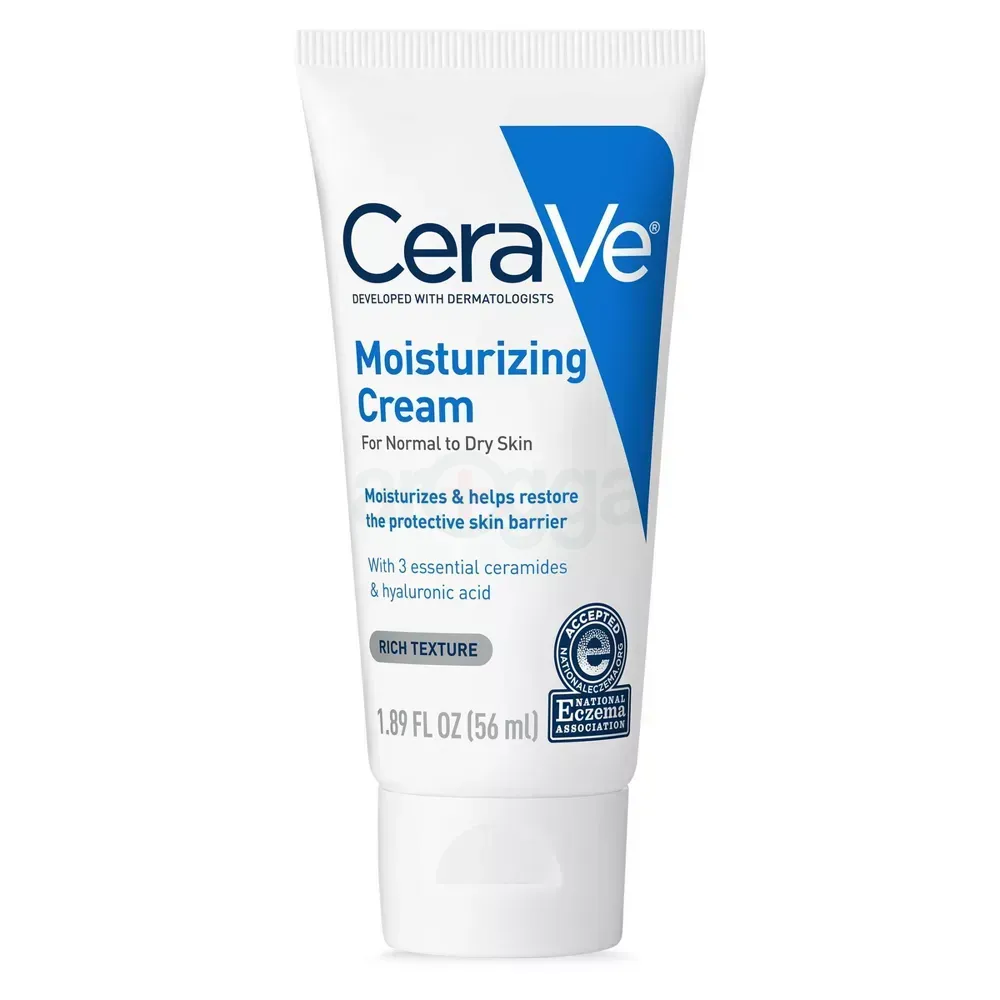 CeraVe®
DEVELOPED WITH DERMATOLOGISTS
Moisturizing
Cream
For Normal to Dry Skin
arogga
Moisturizes & helps restore
the protective skin barrier
With 3 essential ceramides
& hyaluronic acid
RICH TEXTURE
ACCEPTED
NATIONALECZEMA.ORG
e
NATIONAL
Eczema
ASSOCIATION
1.89 FL OZ (56 ml)